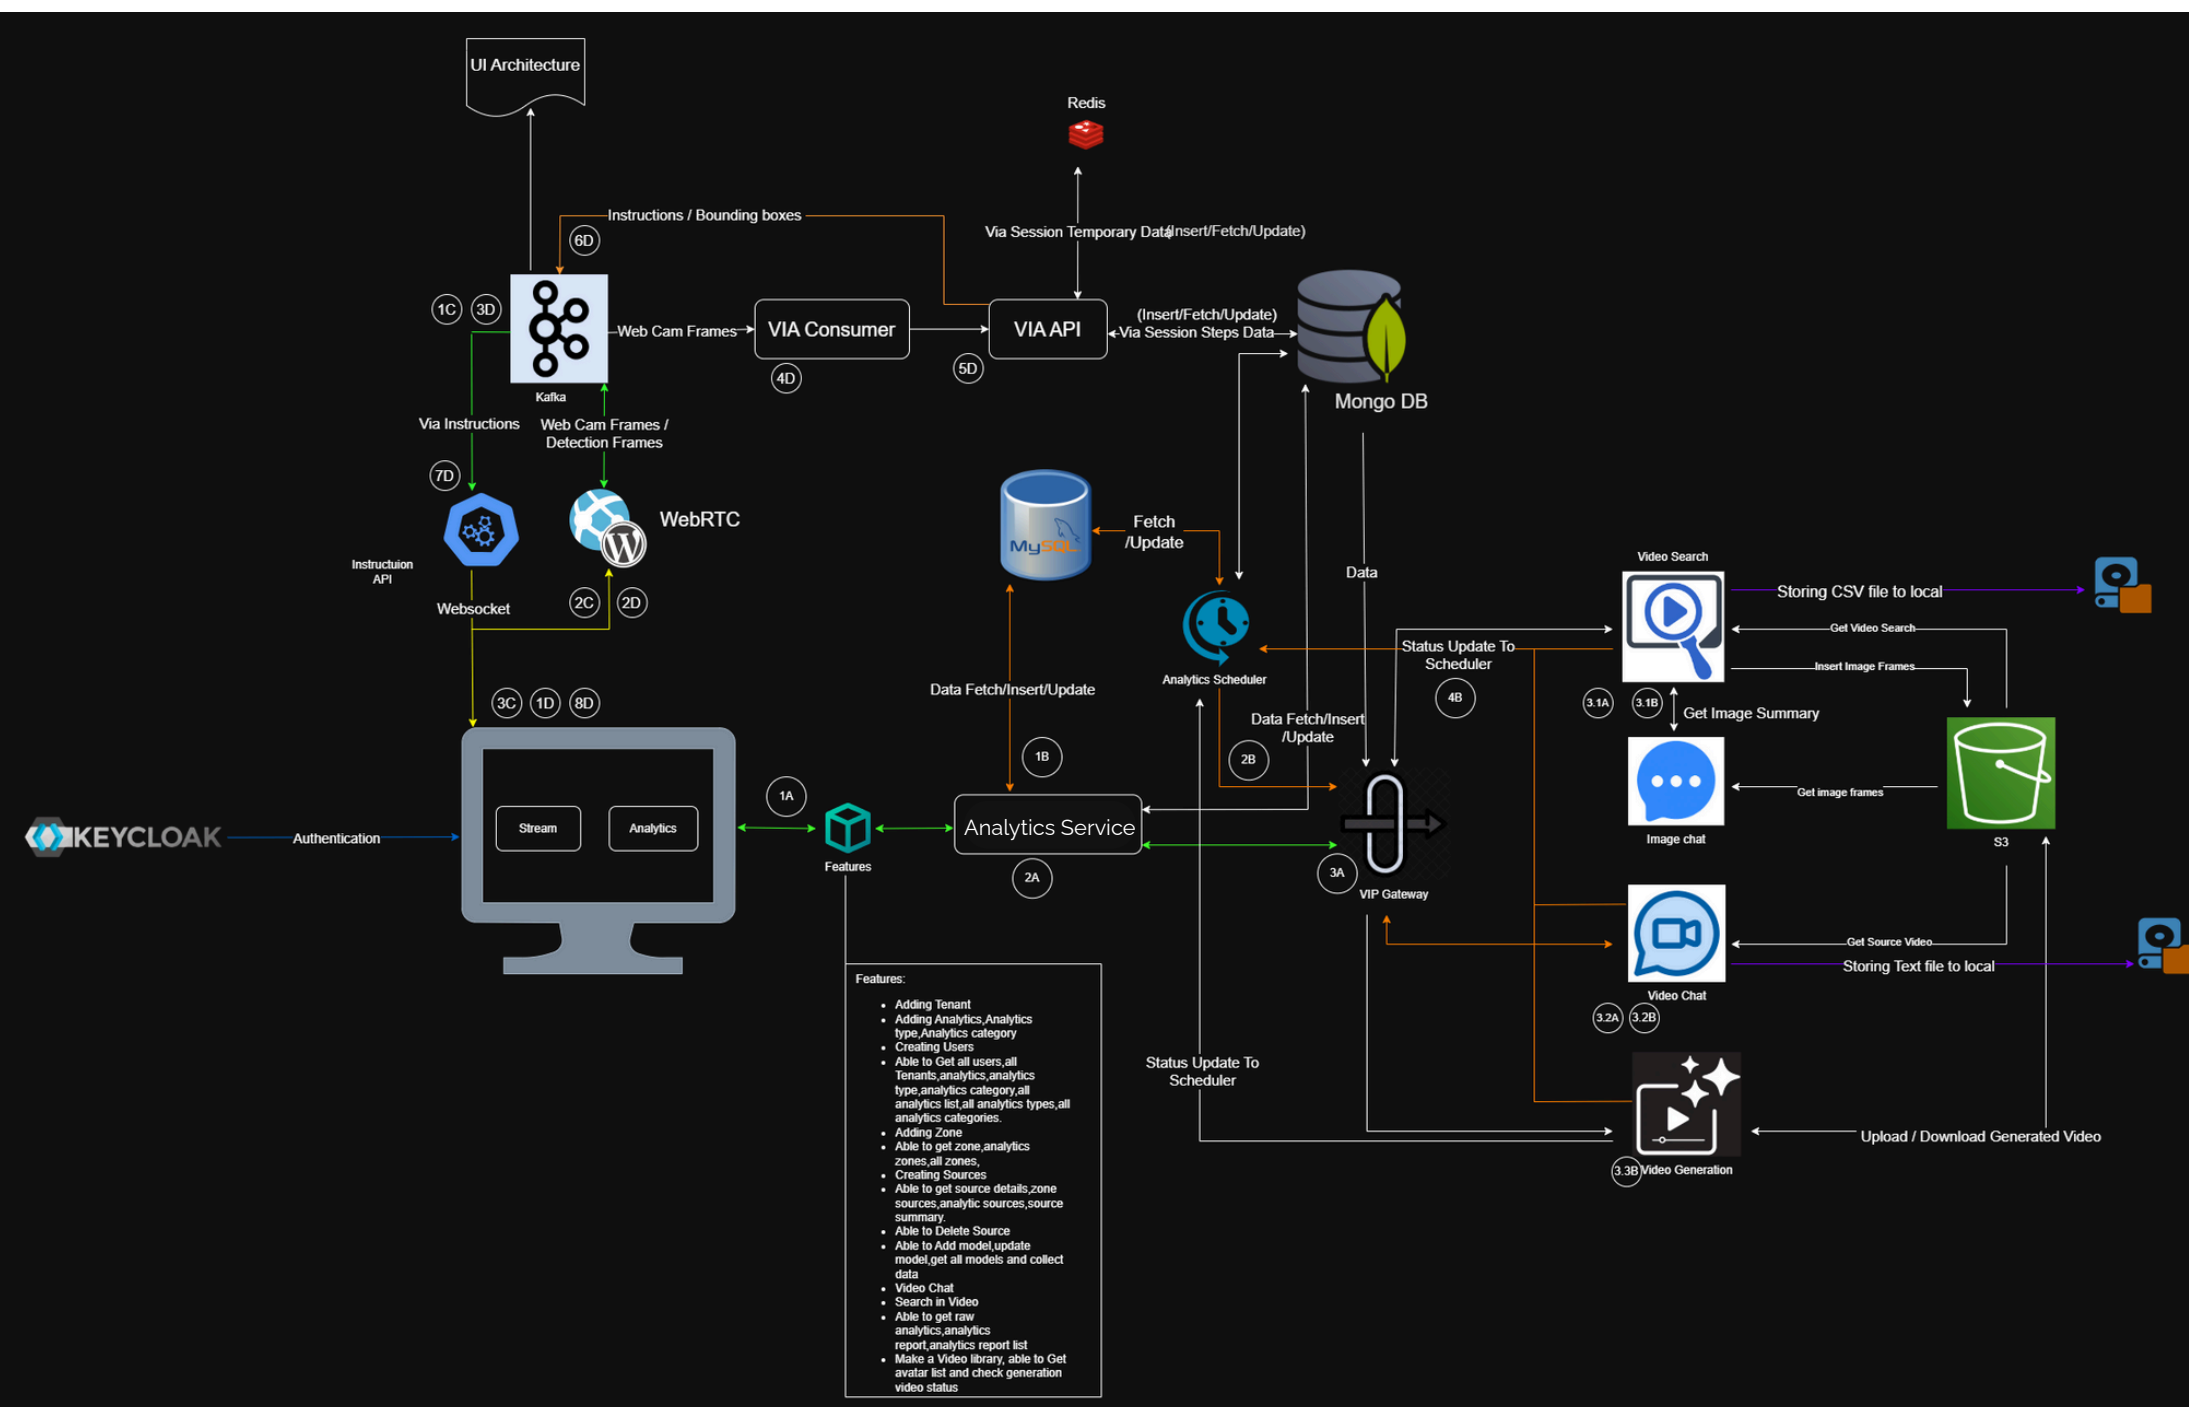 UI Architecture
Redis
Instructions / Bounding boxes
6D
Via Session Temporary Data
(Insert/Fetch/Update)
1C
3D
Web Cam Frames
VIA Consumer
VIA API
(Insert/Fetch/Update)
Via Session Steps Data
4D
5D
Kafka
Mongo DB
Via Instructions
Web Cam Frames /
Detection Frames
7D
WebRTC
MySQL
Fetch
/Update
Instructuion
API
Websocket
2C
2D
Data
Video Search
Storing CSV file to local
Get Video Search
Status Update To
Scheduler
4B
Insert Image Frames
Analytics Scheduler
Data Fetch/Insert/Update
3C
1D
8D
3.1A
3.1B
Get Image Summary
Data Fetch/Insert
/Update
1B
2B
1A
Get image frames
KEYCLOAK
Authentication
Stream
Analytics
Analytics Service
Features
Image chat
S3
2A
3A
VIP Gateway
Get Source Video
Storing Text file to local
Video Chat
3.2A
3.2B
Features:
Adding Tenant
Adding Analytics,Analytics
type,Analytics category
Creating Users
Able to Get all users,all
Tenants,analytics,analytics
type,analytics category,all
analytics list,all analytics types,all
analytics categories.
Adding Zone
Able to get zone,analytics
zones,all zones,
Creating Sources
Able to get source details,zone
sources,analytic sources,source
summary.
Able to Delete Source
Able to Add model,update
model,get all models and collect
data
Video Chat
Search in Video
Able to get raw
analytics,analytics
report,analytics report list
Make a Video library, able to Get
avatar list and check generation
video status
Status Update To
Scheduler
Upload / Download Generated Video
3.3B
Video Generation